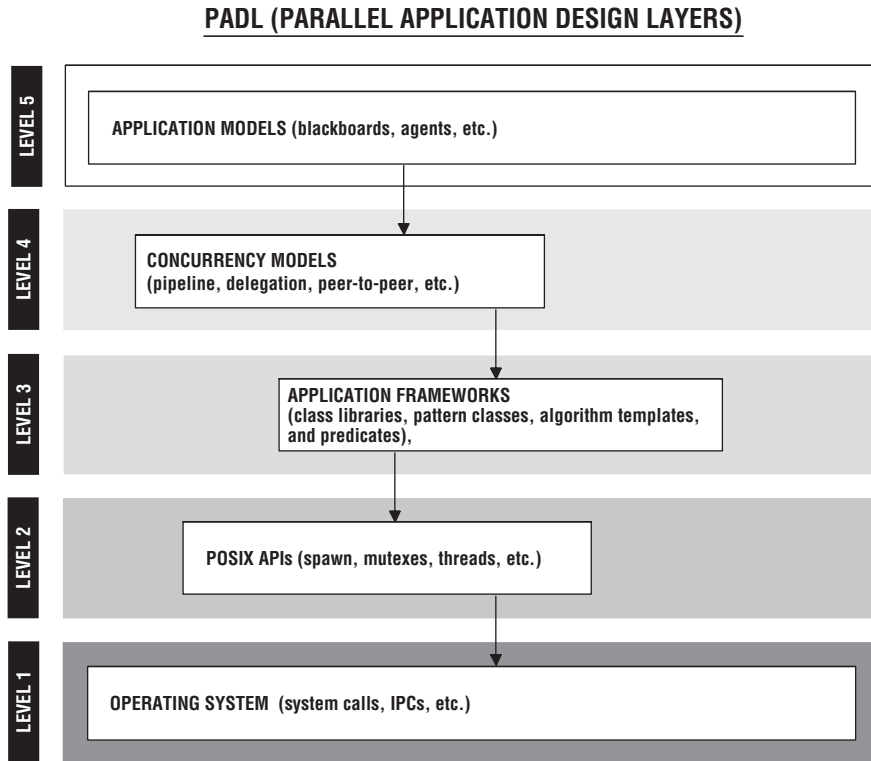 PADL (PARALLEL APPLICATION DESIGN LAYERS)
LEVEL 5
APPLICATION MODELS (blackboards, agents, etc.)
LEVEL 4
CONCURRENCY MODELS
(pipeline, delegation, peer-to-peer, etc.)
LEVEL 3
APPLICATION FRAMEWORKS
(class libraries, pattern classes, algorithm templates,
and predicates),
LEVEL 2
POSIX APIs (spawn, mutexes, threads, etc.)
LEVEL 1
OPERATING SYSTEM (system calls, IPCs, etc.)